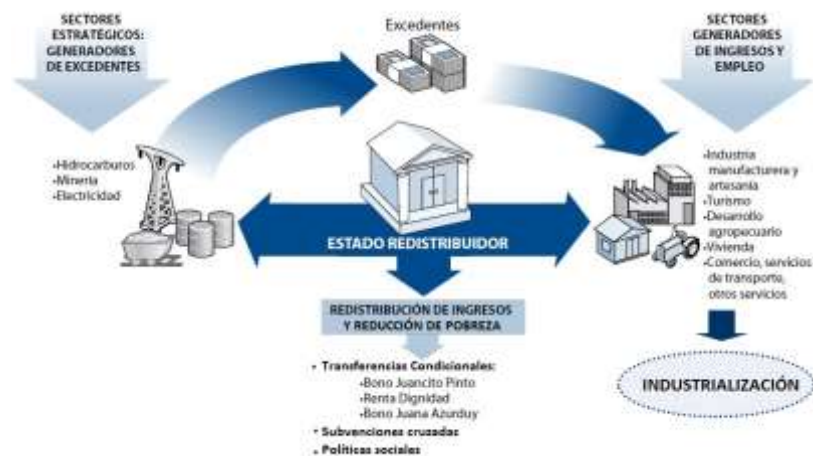 SECTORES
ESTRATÉGICOS:
GENERADORES
DE EXCEDENTES
Excedentes
SECTORES
GENERADORES
DE INGRESOS Y
EMPLEO
•Hidrocarburos
•Minería
•Electricidad
•Industria
manufacturera y
artesanía
•Turismo
•Desarrollo
agropecuario
•Vivienda
•Comercio, servicios
de transporte,
otros servicios
ESTADO REDISTRIBUIDOR
REDISTRIBUCIÓN DE INGRESOS
Y REDUCCIÓN DE POBREZA
• Transferencias Condicionales:
•Bono Juancito Pinto
•Renta Dignidad
•Bono Juana Azurduy
• Subvenciones cruzadas
• Políticas sociales
INDUSTRIALIZACIÓN